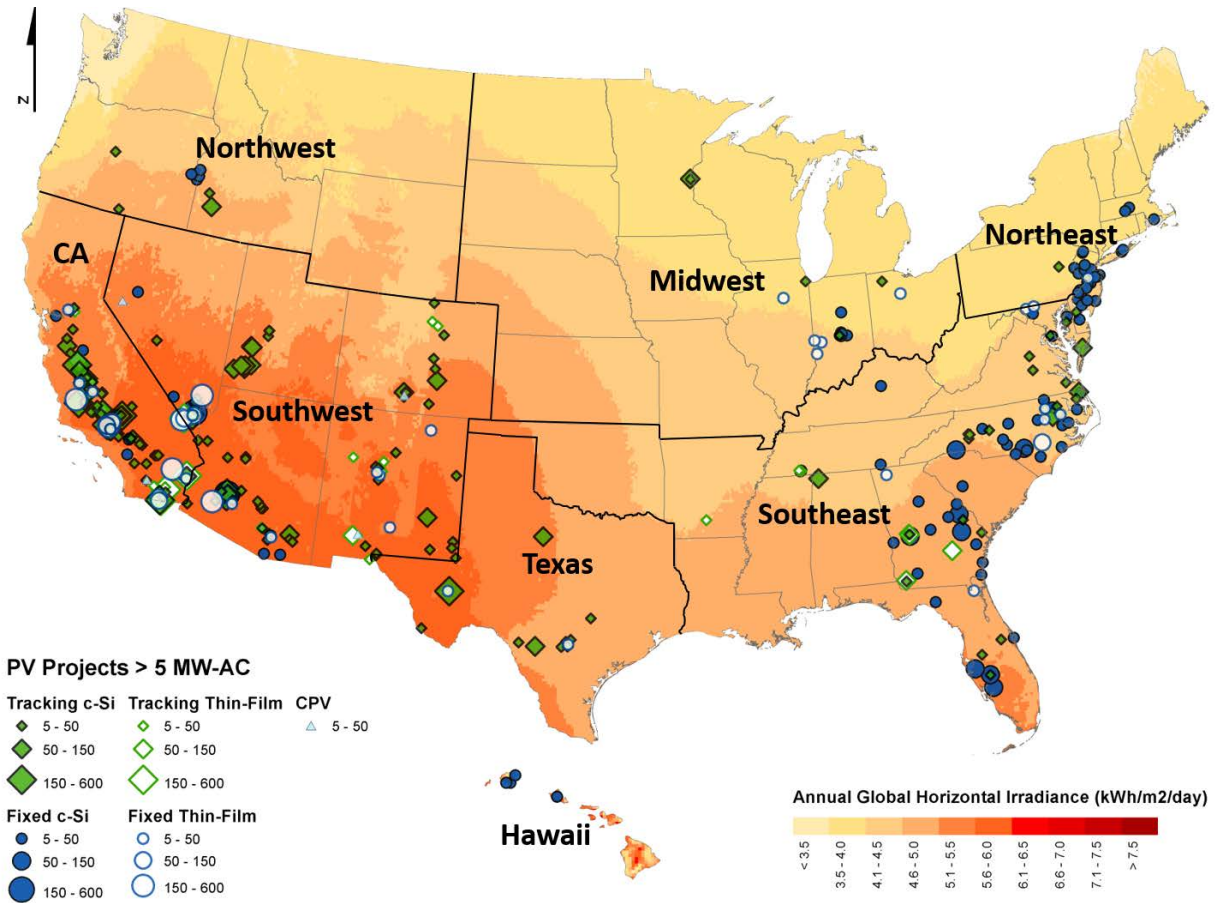 N
Northwest
CA
Northeast
Midwest
Southwest
Southeast
Texas
PV Projects > 5 MW-AC
Tracking c-Si Tracking Thin-Film CPV
5 - 50 5 - 50 5 - 50
50 - 150 50 - 150
150 - 600 150 - 600
Fixed c-Si Fixed Thin-Film
5 - 50 5 - 50
50 - 150 50 - 150
150 - 600 150 - 600
Hawaii
Annual Global Horizontal Irradiance (kWh/m2/day)
< 3.5 3.5 - 4.0 4.1 - 4.5 4.6 - 5.0 5.1 - 5.5 5.6 - 6.0 6.1 - 6.5 6.6 - 7.0 7.1 - 7.5 > 7.5